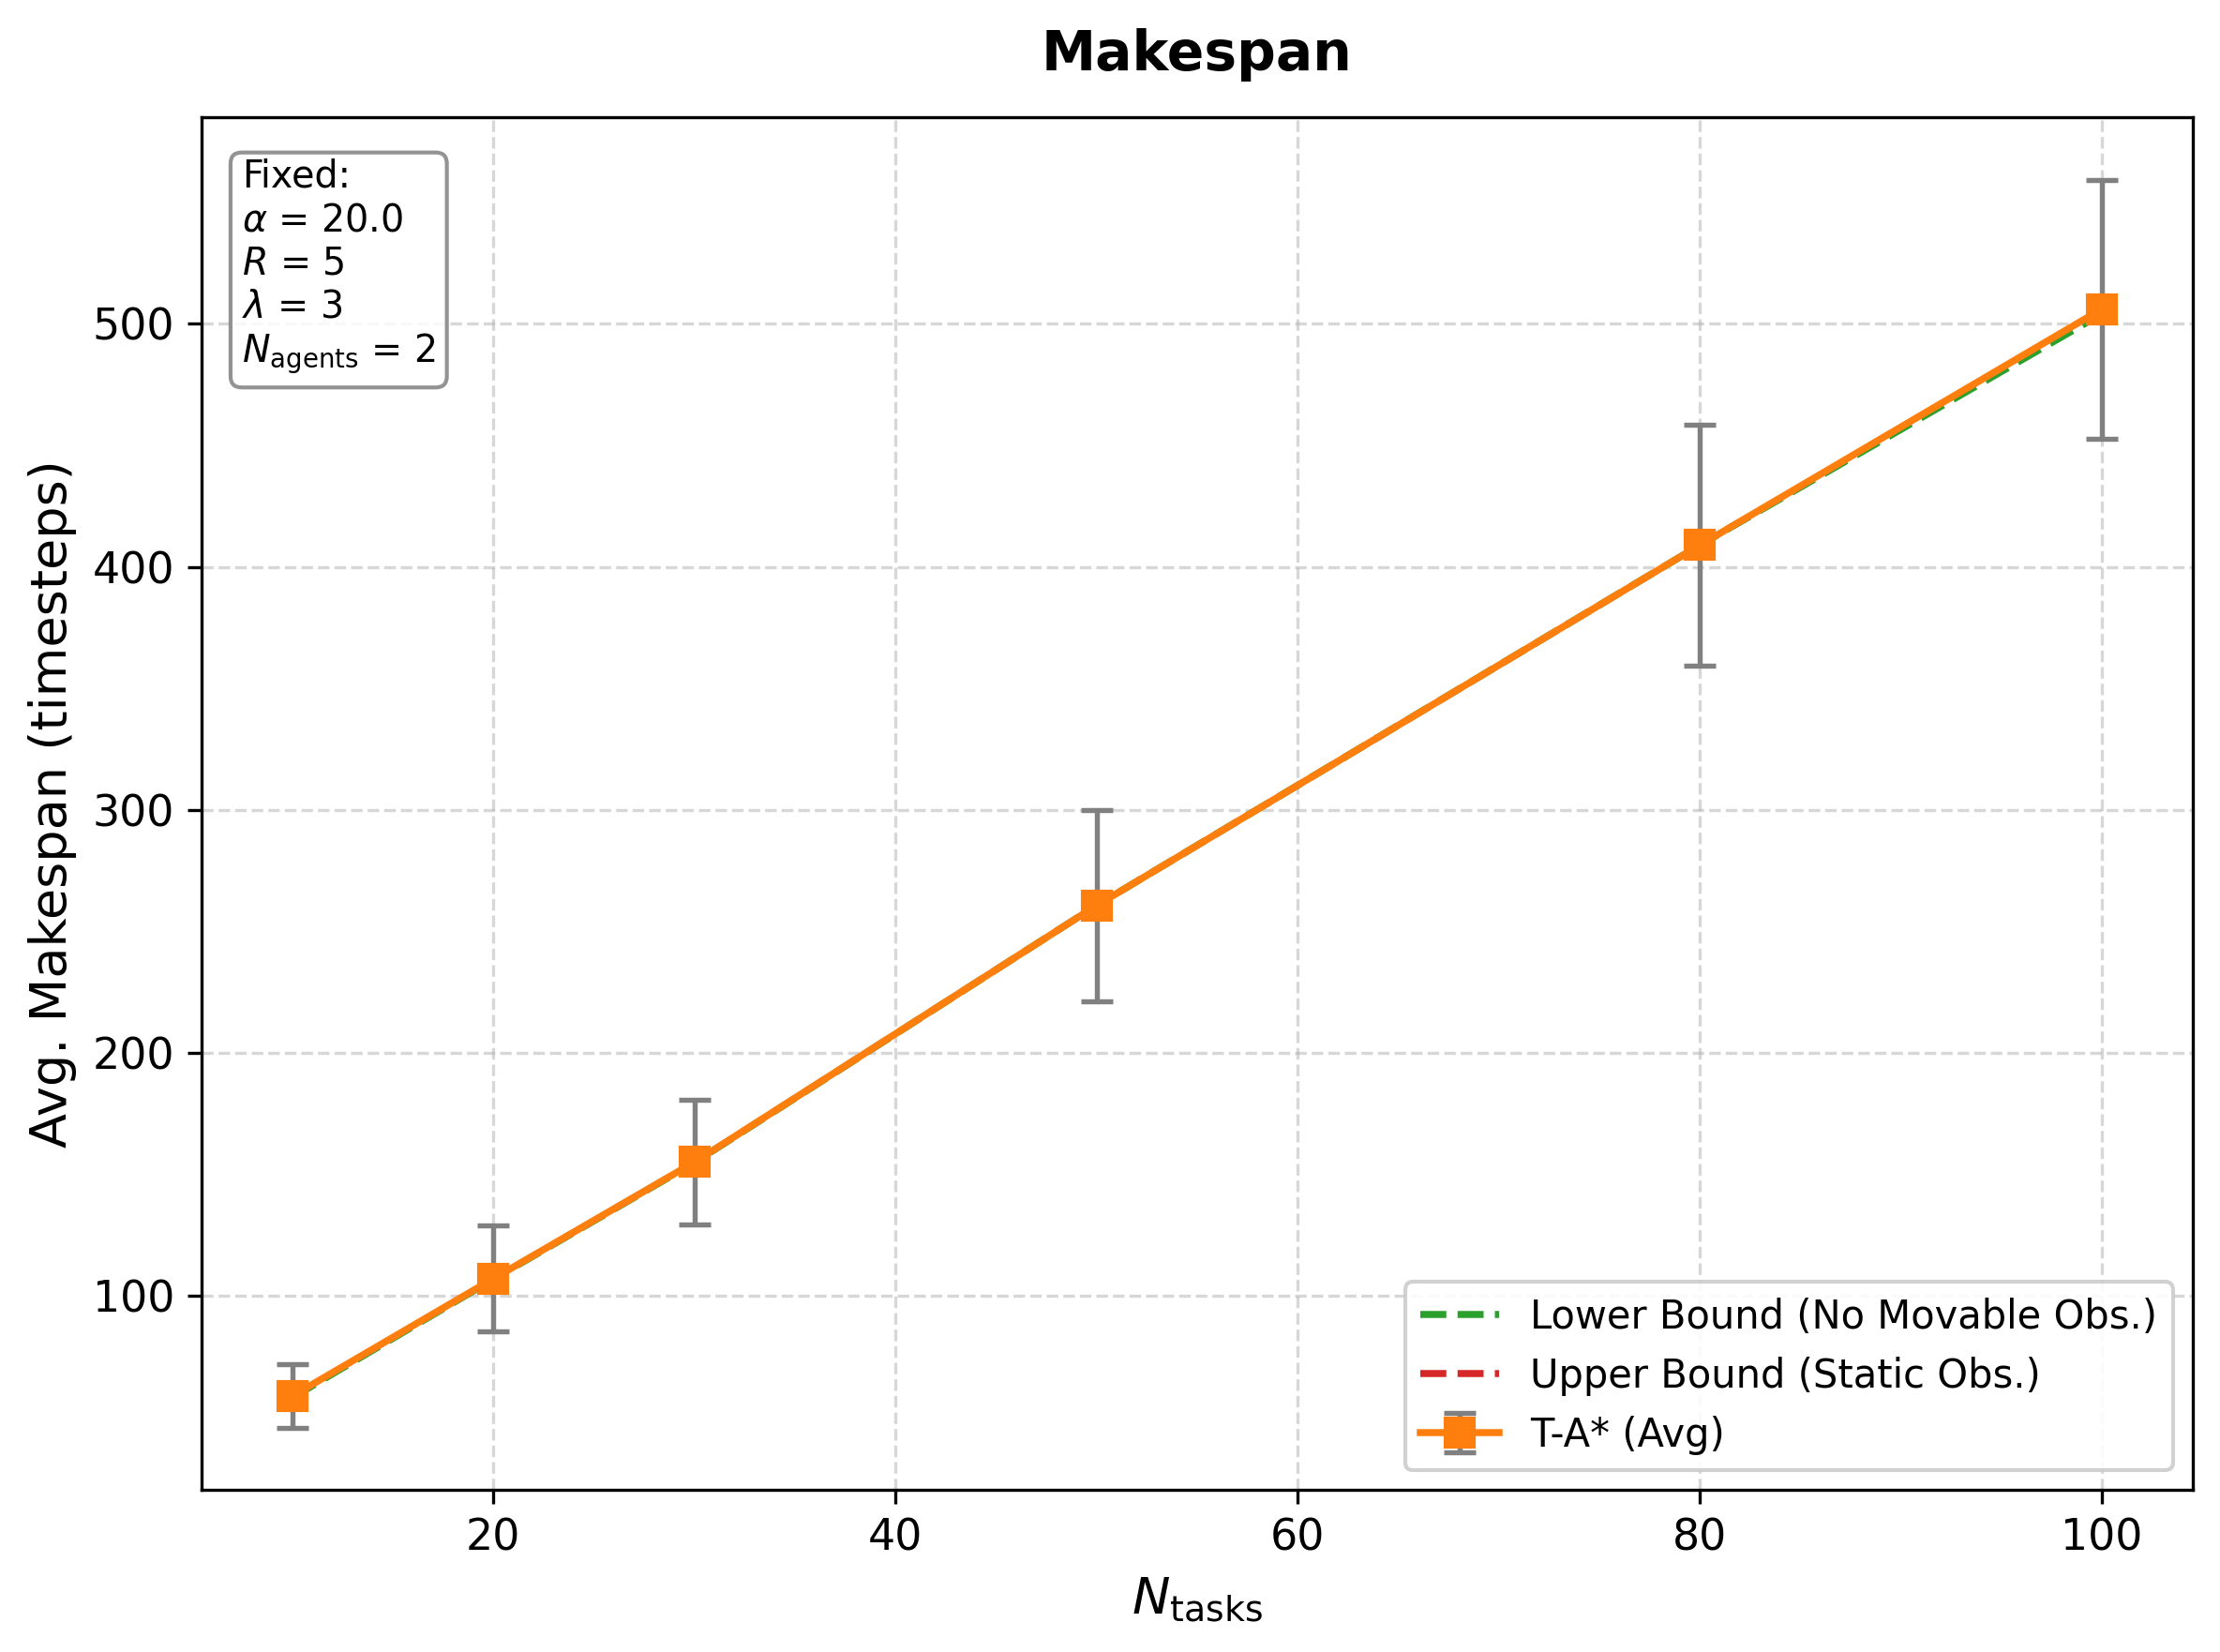 Makespan
Fixed:
α = 20.0
R = 5
λ = 3
N_agents = 2
Avg. Makespan (timesteps)
500
400
300
200
100
20 40 60 80 100
N_tasks
Lower Bound (No Movable Obs.)
Upper Bound (Static Obs.)
T-A* (Avg)